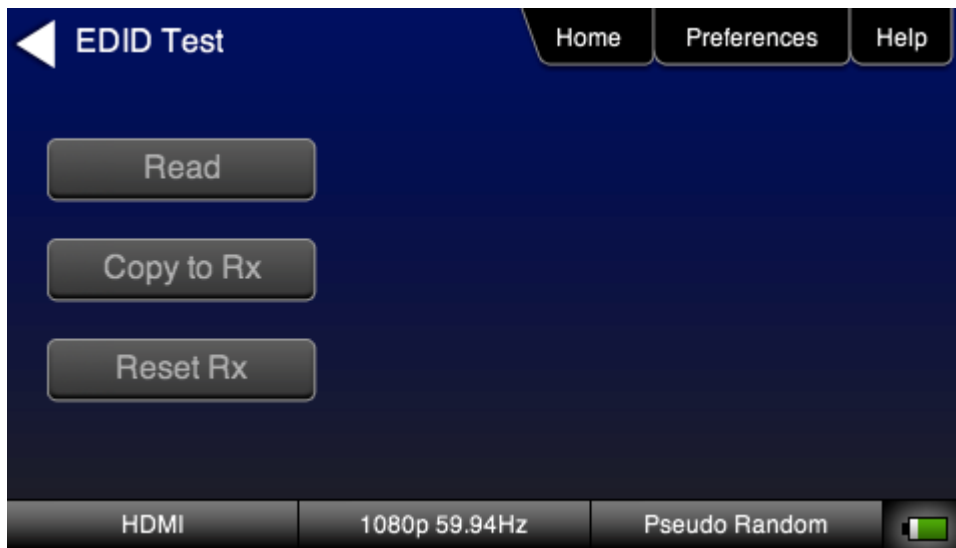 EDID Test
Home
Preferences
Help
Read
Copy to Rx
Reset Rx
HDMI
1080p 59.94Hz
Pseudo Random